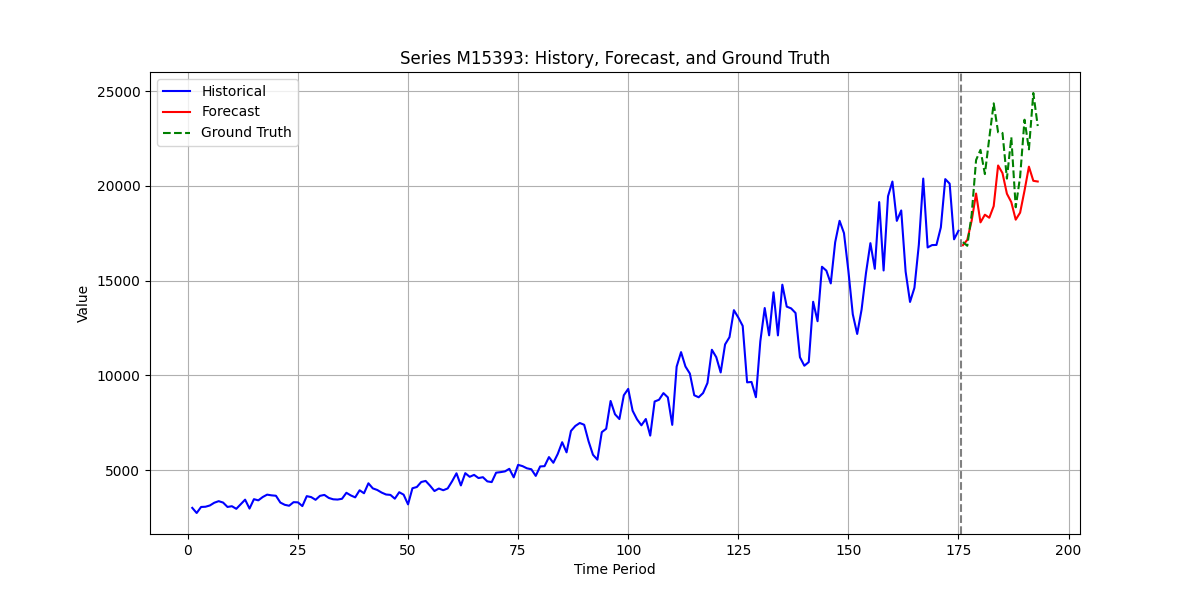 Series M15393: History, Forecast, and Ground Truth
Historical
Forecast
Ground Truth
25000
20000
15000
10000
5000
Value
0 25 50 75 100 125 150 175 200
Time Period